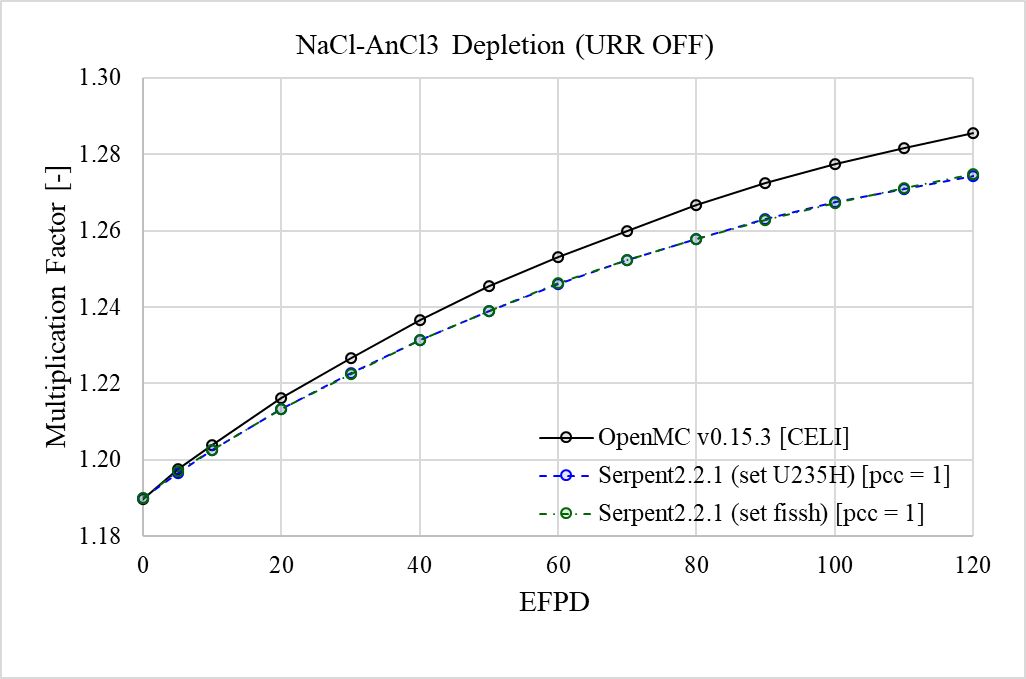 NaCl-AnCl3 Depletion (URR OFF)
1.30
1.28
1.26
1.24
1.22
1.20
1.18
Multiplication Factor [-]
OpenMC v0.15.3 [CELI]
Serpent2.2.1 (set U235H) [pcc = 1]
Serpent2.2.1 (set fissh) [pcc = 1]
0 20 40 60 80 100 120
EFPD